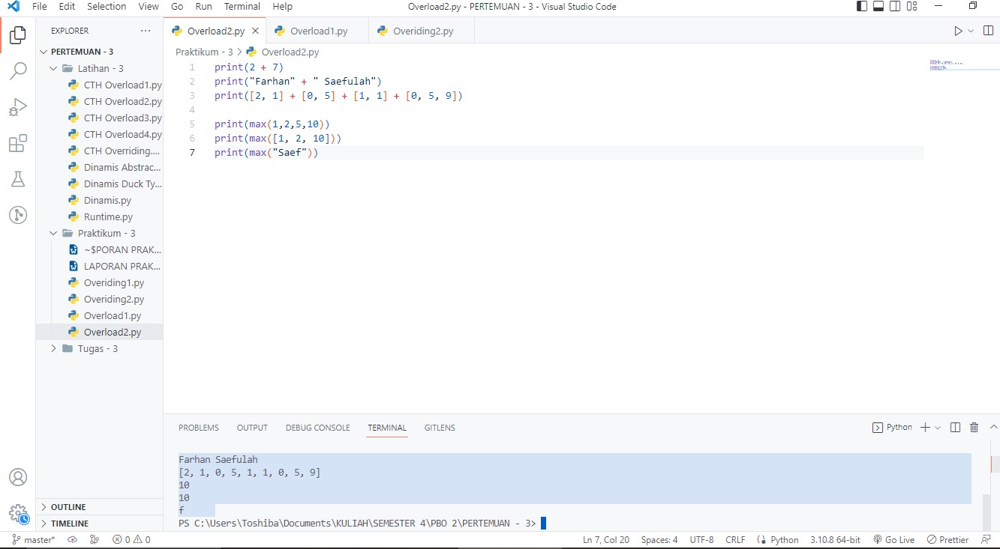 File Edit Selection View Go Run Terminal Help Overload2.py - PERTEMUAN - 3 - Visual Studio Code
EXPLORER ...
PERTEMUAN - 3
Latihan - 3
CTH Overload1.py
CTH Overload2.py
CTH Overload3.py
CTH Overload4.py
CTH Overriding....
Dinamis Abstrac...
Dinamis Duck Ty...
Dinamis.py
Runtime.py
Praktikum - 3
~$PORAN PRAK...
LAPORAN PRAK...
Overiding1.py
Overiding2.py
Overload1.py
Overload2.py
Tugas - 3
OUTLINE
TIMELINE
Overload2.py Overload1.py Overiding2.py
Praktikum - 3 > Overload2.py
1 print(2 + 7)
2 print("Farhan" + " Saefulah")
3 print([2, 1] + [0, 5] + [1, 1] + [0, 5, 9])
4
5 print(max(1,2,5,10))
6 print(max([1, 2, 10]))
7 print(max("Saef"))
PROBLEMS OUTPUT DEBUG CONSOLE TERMINAL GITLENS Python
Farhan Saefulah
[2, 1, 0, 5, 1, 1, 0, 5, 9]
10
10
f
PS C:\Users\Toshiba\Documents\KULIAH\SEMESTER 4\PBO 2\PERTEMUAN - 3>
master* 0 0 Ln 7, Col 20 Spaces: 4 UTF-8 CRLF Python 3.10.8 64-bit Go Live Prettier